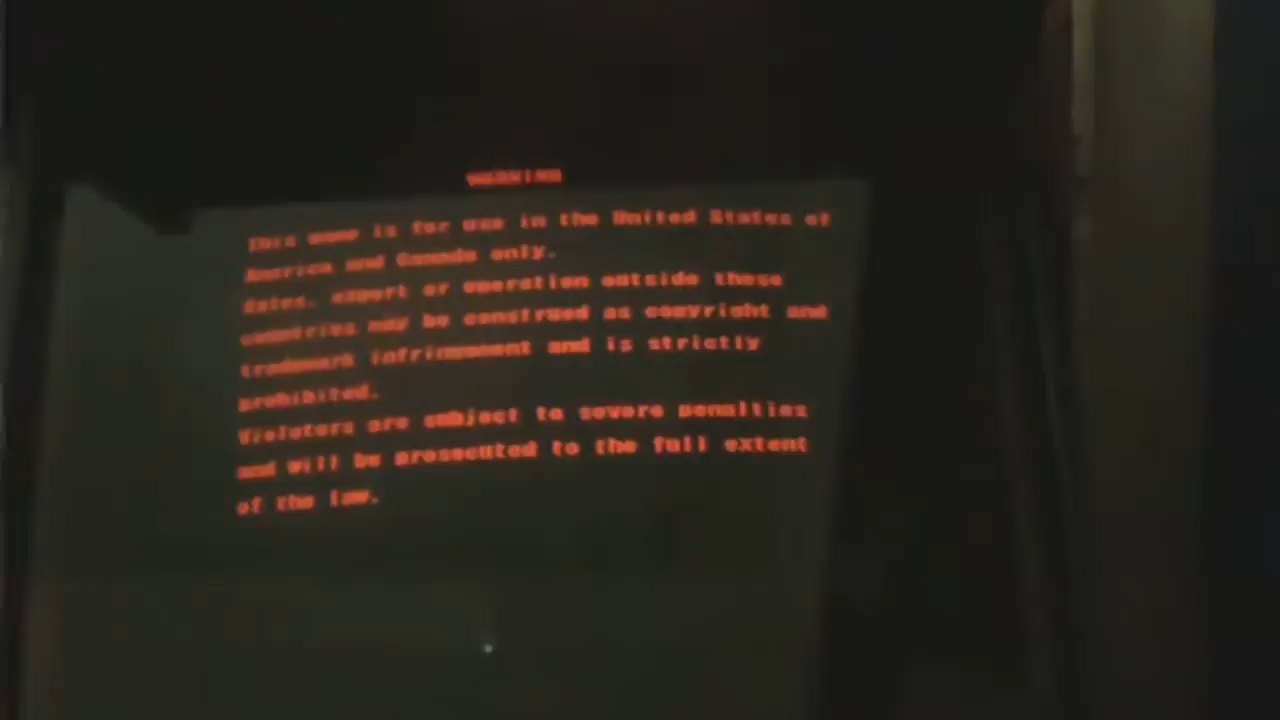 WARNING
This game is for use in the United States of
America and Canada only.
Sales, export or operation outside these
countries may be construed as copyright and
trademark infringement and is strictly
prohibited.
Violators are subject to severe penalties
and will be prosecuted to the full extent
of the law.